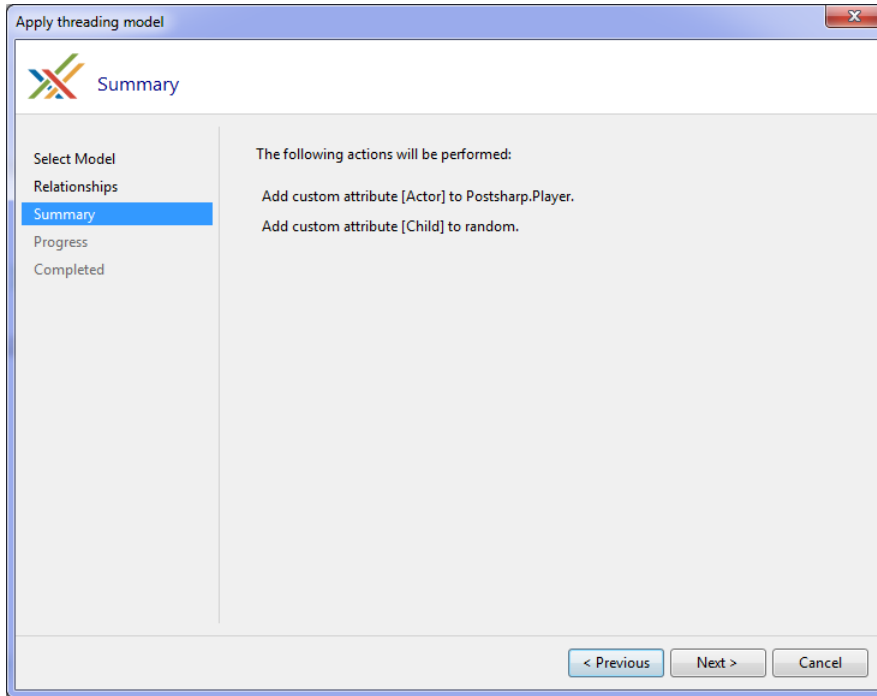 Apply threading model
Summary
Select Model
Relationships
Summary
Progress
Completed
The following actions will be performed:
Add custom attribute [Actor] to Postsharp.Player.
Add custom attribute [Child] to random.
< Previous
Next >
Cancel